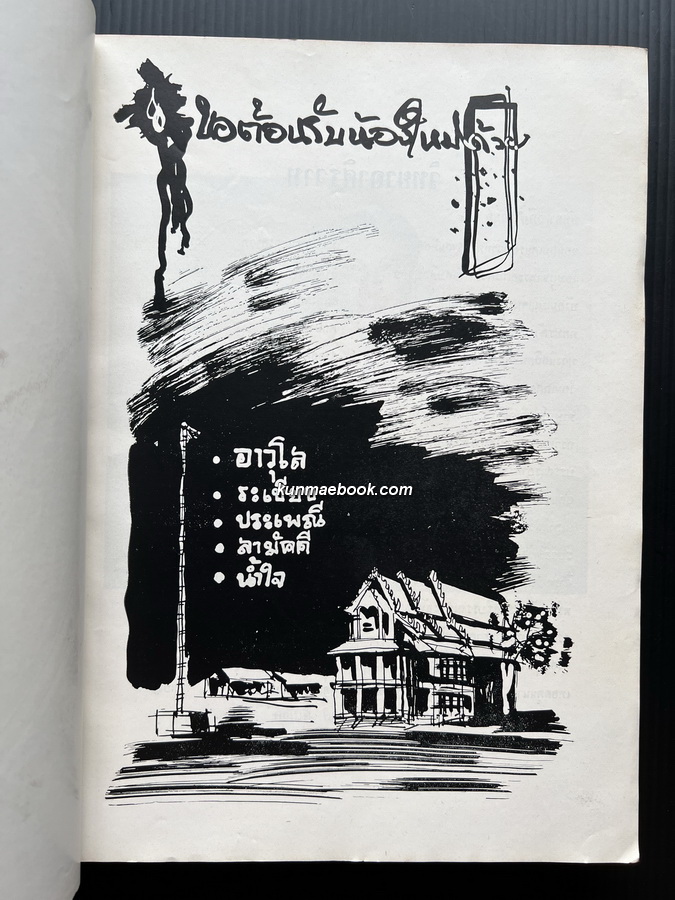 ขอต้อนรับน้องใหม่ด้วย
• อาวุโส
• ระเบียบ
kunmaebook.com
• ประเพณี
• สามัคคี
• น้ำใจ